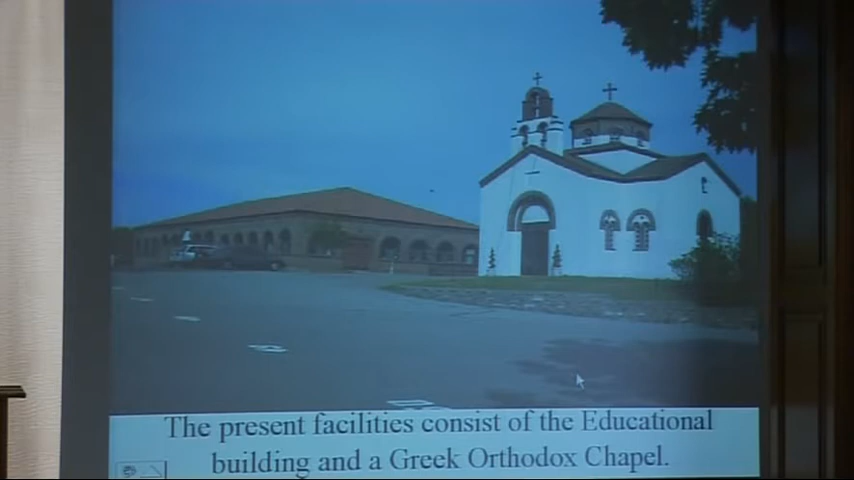 The present facilities consist of the Educational
building and a Greek Orthodox Chapel.